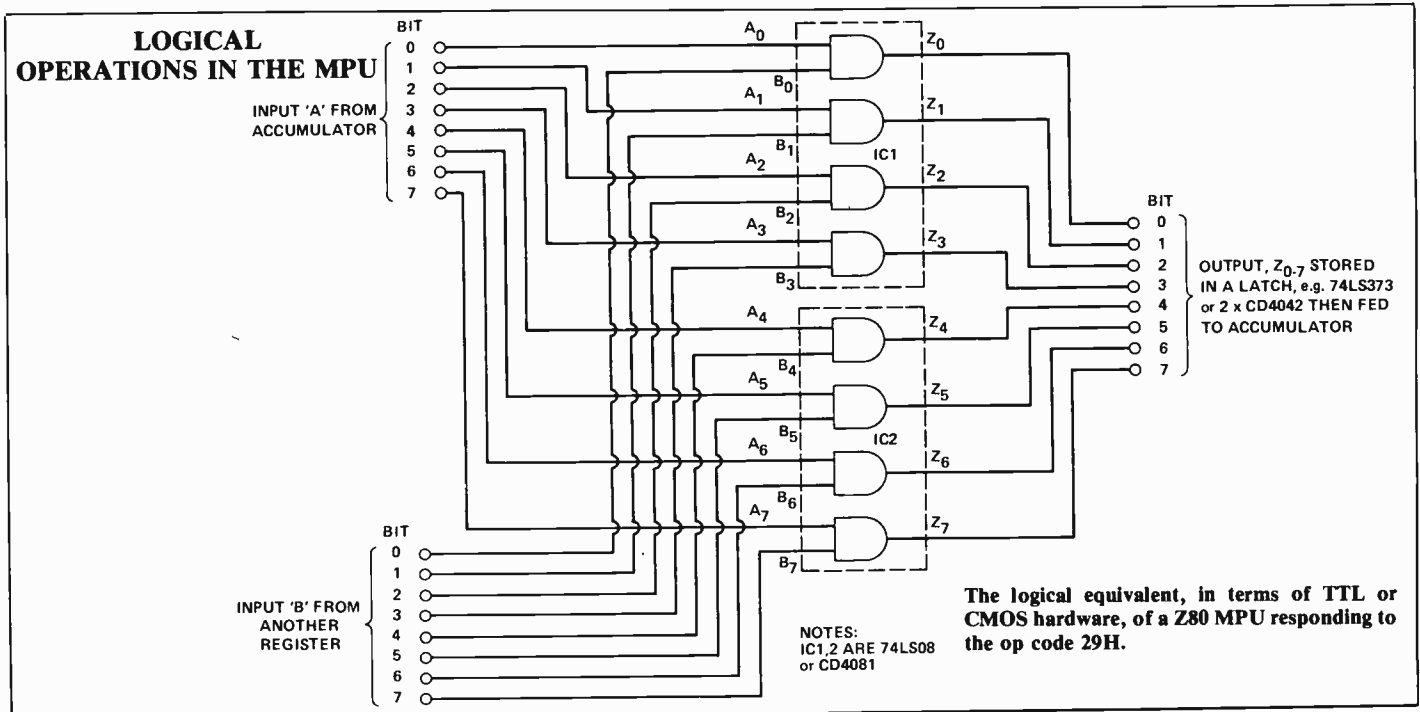 LOGICAL
OPERATIONS IN THE MPU
BIT
0
1
2
3
4
5
6
7
INPUT 'A' FROM
ACCUMULATOR
A0
B0
Z0
A1
B1
Z1
IC1
A2
B2
Z2
A3
B3
Z3
A4
B4
Z4
A5
B5
Z5
IC2
A6
B6
Z6
A7
B7
Z7
BIT
0
1
2
3
4
5
6
7
OUTPUT, Z0-7 STORED
IN A LATCH, e.g. 74LS373
or 2 x CD4042 THEN FED
TO ACCUMULATOR
BIT
0
1
2
3
4
5
6
7
INPUT 'B' FROM
ANOTHER
REGISTER
NOTES:
IC1,2 ARE 74LS08
or CD4081
The logical equivalent, in terms of TTL or
CMOS hardware, of a Z80 MPU responding to
the op code 29H.